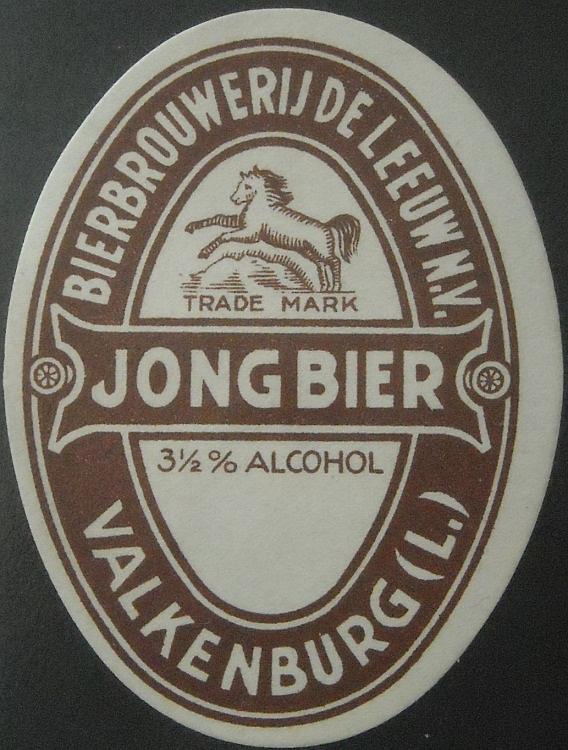 BIERBROUWERIJ DE LEEUW N.V.
TRADE MARK
JONG BIER
3½ % ALCOHOL
VALKENBURG (L.)